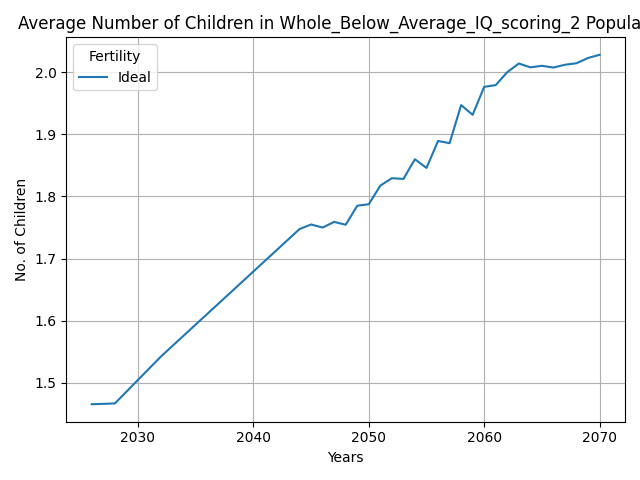 Average Number of Children in Whole_Below_Average_IQ_scoring_2 Popula
Fertility
Ideal
2.0
1.9
1.8
1.7
1.6
1.5
No. of Children
2030 2040 2050 2060 2070
Years